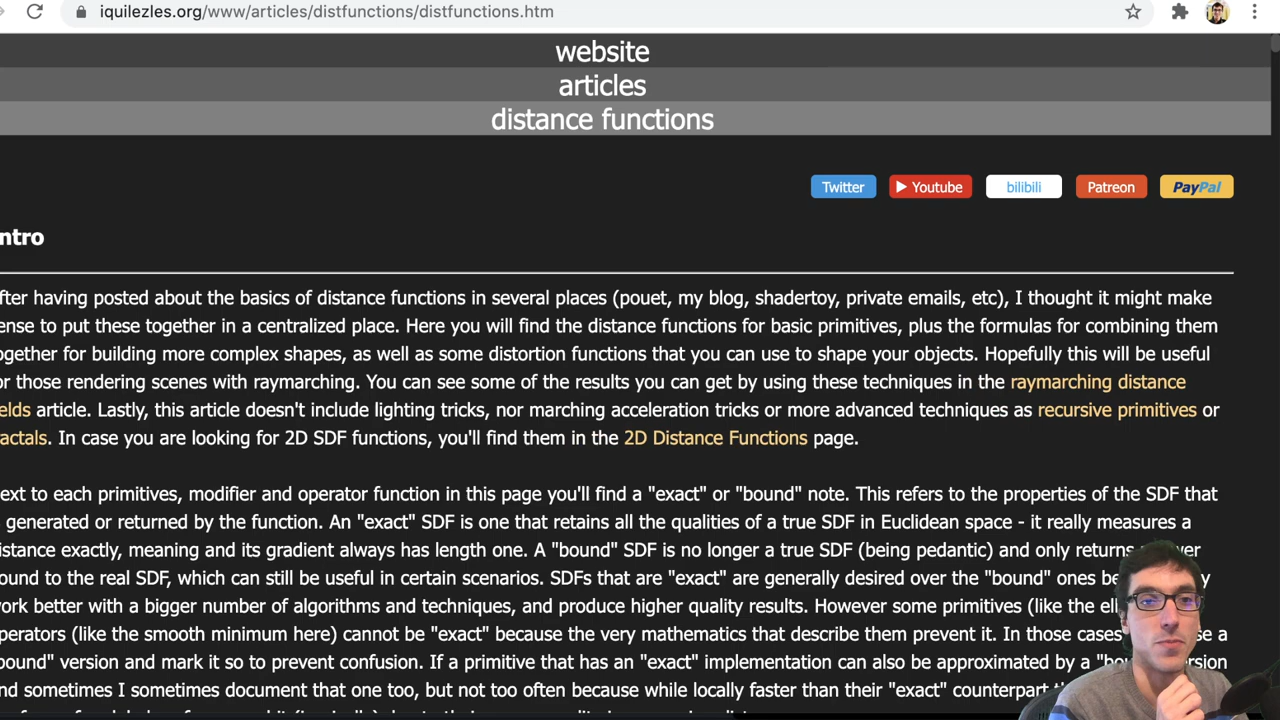 iquilezles.org/www/articles/distfunctions/distfunctions.htm
website
articles
distance functions
Twitter Youtube bilibili Patreon PayPal
ntro
fter having posted about the basics of distance functions in several places (pouet, my blog, shadertoy, private emails, etc), I thought it might make
ense to put these together in a centralized place. Here you will find the distance functions for basic primitives, plus the formulas for combining them
ogether for building more complex shapes, as well as some distortion functions that you can use to shape your objects. Hopefully this will be useful
or those rendering scenes with raymarching. You can see some of the results you can get by using these techniques in the raymarching distance
elds article. Lastly, this article doesn't include lighting tricks, nor marching acceleration tricks or more advanced techniques as recursive primitives or
ractals. In case you are looking for 2D SDF functions, you'll find them in the 2D Distance Functions page.
ext to each primitives, modifier and operator function in this page you'll find a "exact" or "bound" note. This refers to the properties of the SDF that
generated or returned by the function. An "exact" SDF is one that retains all the qualities of a true SDF in Euclidean space - it really measures a
istance exactly, meaning and its gradient always has length one. A "bound" SDF is no longer a true SDF (being pedantic) and only returns
ound to the real SDF, which can still be useful in certain scenarios. SDFs that are "exact" are generally desired over the "bound" ones
ork better with a bigger number of algorithms and techniques, and produce higher quality results. However some primitives (like the
perators (like the smooth minimum here) cannot be "exact" because the very mathematics that describe them prevent it. In those cases a
bound" version and mark it so to prevent confusion. If a primitive that has an "exact" implementation can also be approximated by a
nd sometimes I sometimes document that one too, but not too often because while locally faster than their "exact" counterpart